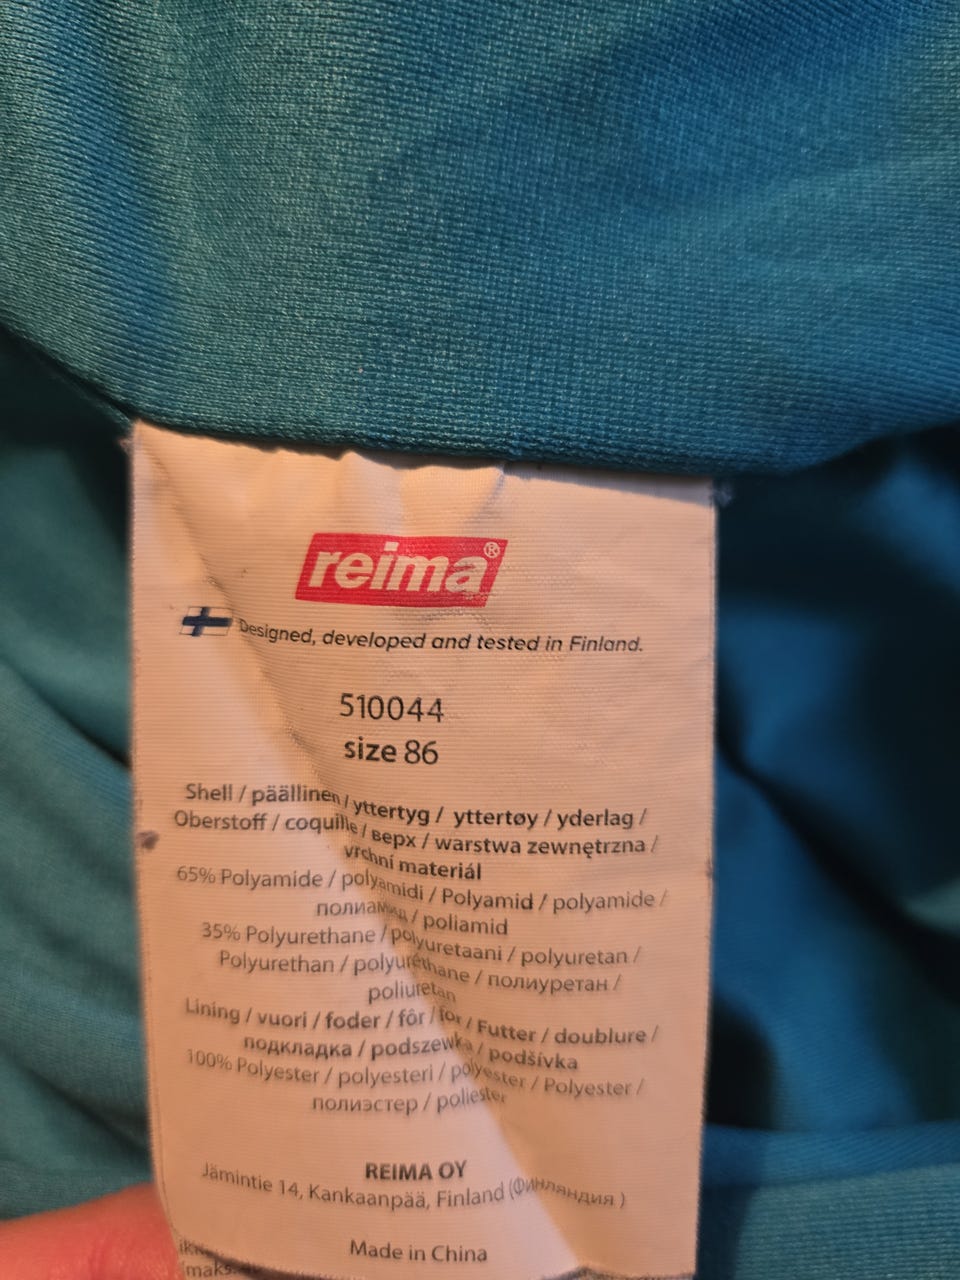 reima®
Designed, developed and tested in Finland.
510044
size 86
Shell / päällinen / yttertyg / yttertøy / yderlag /
Oberstoff / coquille / верх / warstwa zewnętrzna /
vrchní materiál
65% Polyamide / polyamidi / Polyamid / polyamide /
полиамид / poliamid
35% Polyurethane / polyuretaani / polyuretan /
Polyurethan / polyuréthane / полиуретан /
poliuretan
Lining / vuori / foder / fôr / for / Futter / doublure /
подкладка / podszewka / podšívka
100% Polyester / polyesteri / polyester / Polyester /
полиэстер / poliester
REIMA OY
Jämintie 14, Kankaanpää, Finland (Финляндия )
Made in China